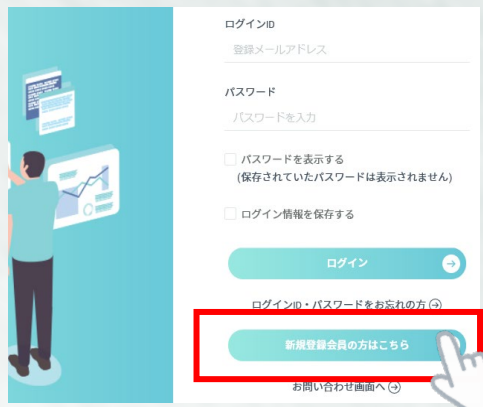 ログインID
登録メールアドレス
パスワード
パスワードを入力
パスワードを表示する
(保存されていたパスワードは表示されません)
ログイン情報を保存する
ログイン
ログインID・パスワードをお忘れの方
新規登録会員の方はこちら
お問い合わせ画面へ